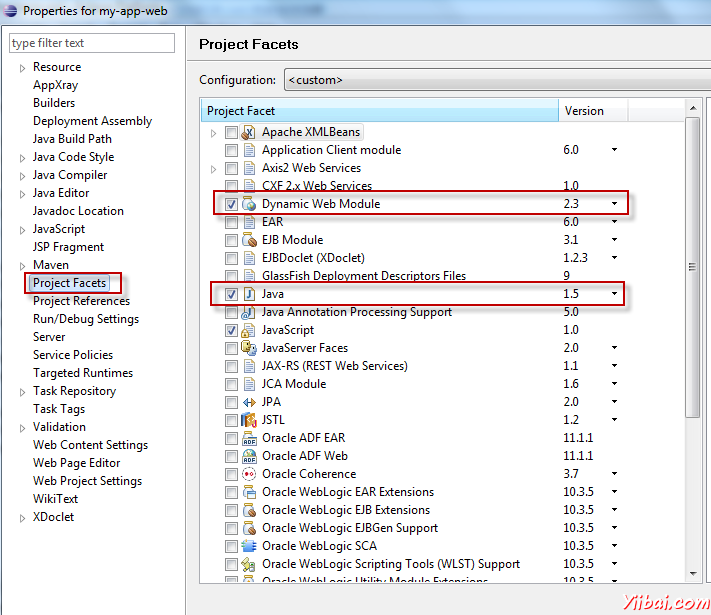 Properties for my-app-web
type filter text
Resource
AppXray
Builders
Deployment Assembly
Java Build Path
Java Code Style
Java Compiler
Java Editor
Javadoc Location
JavaScript
JSP Fragment
Maven
Project Facets
Project References
Run/Debug Settings
Server
Service Policies
Targeted Runtimes
Task Repository
Task Tags
Validation
Web Content Settings
Web Page Editor
Web Project Settings
WikiText
XDoclet
Project Facets
Configuration: <custom>
Project Facet Version
Apache XMLBeans
Application Client module 6.0
Axis2 Web Services
CXF 2.x Web Services 1.0
Dynamic Web Module 2.3
EAR 6.0
EJB Module 3.1
EJBDoclet (XDoclet) 1.2.3
GlassFish Deployment Descriptors Files 9
Java 1.5
Java Annotation Processing Support 5.0
JavaScript 1.0
JavaServer Faces 2.0
JAX-RS (REST Web Services) 1.1
JCA Module 1.6
JPA 2.0
JSTL 1.2
Oracle ADF EAR 11.1.1
Oracle ADF Web 11.1.1
Oracle Coherence 3.7
Oracle WebLogic EAR Extensions 10.3.5
Oracle WebLogic EJB Extensions 10.3.5
Oracle WebLogic EJBGen Support 10.3.5
Oracle WebLogic SCA 10.3.5
Oracle WebLogic Scripting Tools (WLST) Support 10.3.5
Oracle WebLogic Utility Module Extensions 10.3.5
Yiibai.com